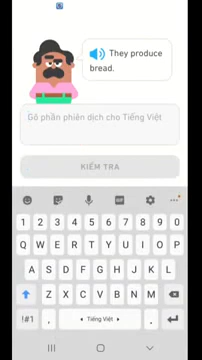 They produce
bread.
Gõ phần phiên dịch cho Tiếng Việt
KIỂM TRA
GIF
1 2 3 4 5 6 7 8 9 0
Q W E R T Y U I O P
A S D F G H J K L
Z X C V B N M
!#1 , Tiếng Việt .